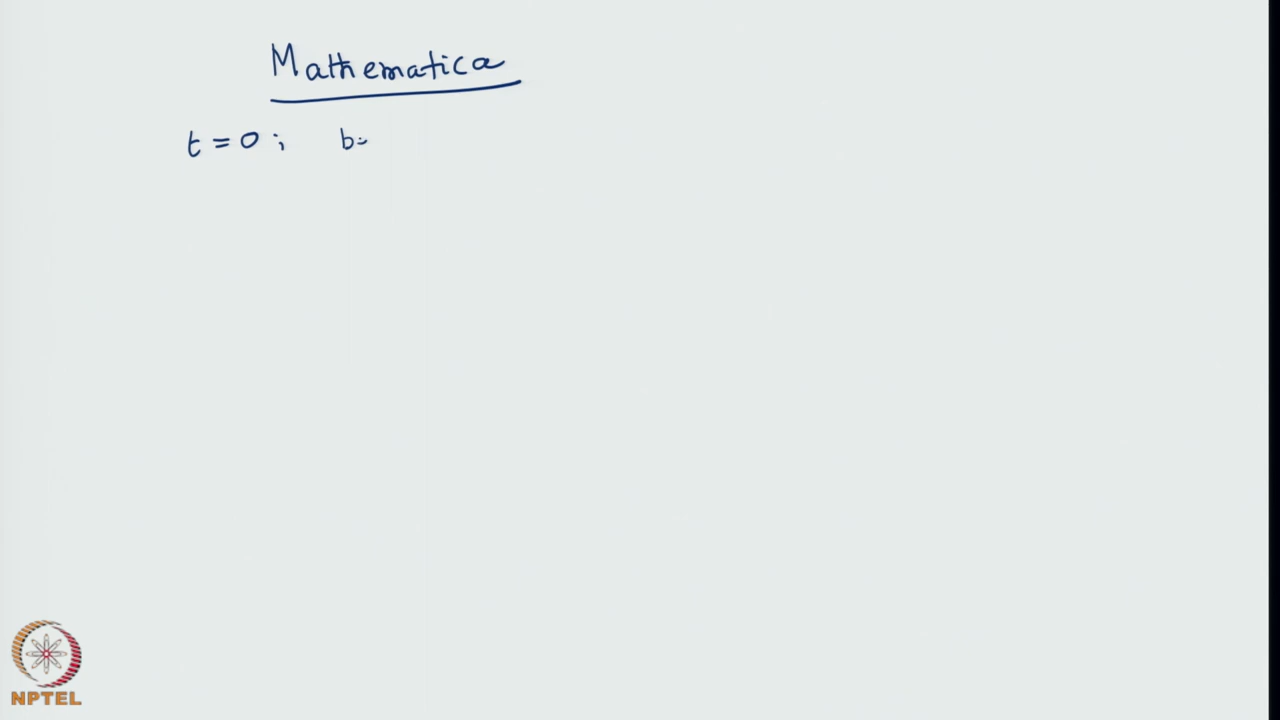 Mathematica
t = 0 ; b=
NPTEL